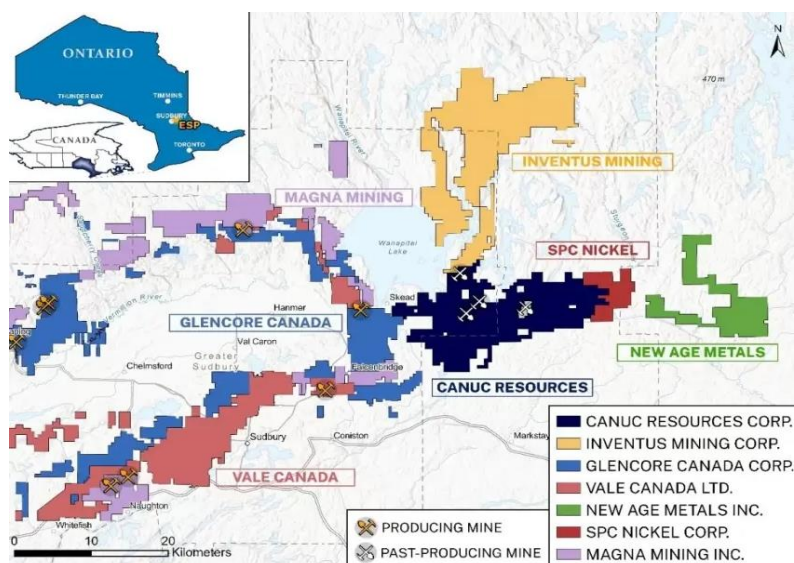 ONTARIO
THUNDER BAY
TIMMINS
SUDBURY
ESP
TORONTO
CANADA
N
470 m
Wanapitei River
INVENTUS MINING
MAGNA MINING
Wanapitei
Lake
SPC NICKEL
Hanmer
Skead
GLENCORE CANADA
Val Caron
Falconbridge
NEW AGE METALS
Chelmsford
Greater
Sudbury
CANUC RESOURCES
Sudbury
Coniston
Markstay
VALE CANADA
Naughton
Whitefish
0
10
20
Kilometers
PRODUCING MINE
PAST-PRODUCING MINE
CANUC RESOURCES CORP.
INVENTUS MINING CORP.
GLENCORE CANADA CORP.
VALE CANADA LTD.
NEW AGE METALS INC.
SPC NICKEL CORP.
MAGNA MINING INC.